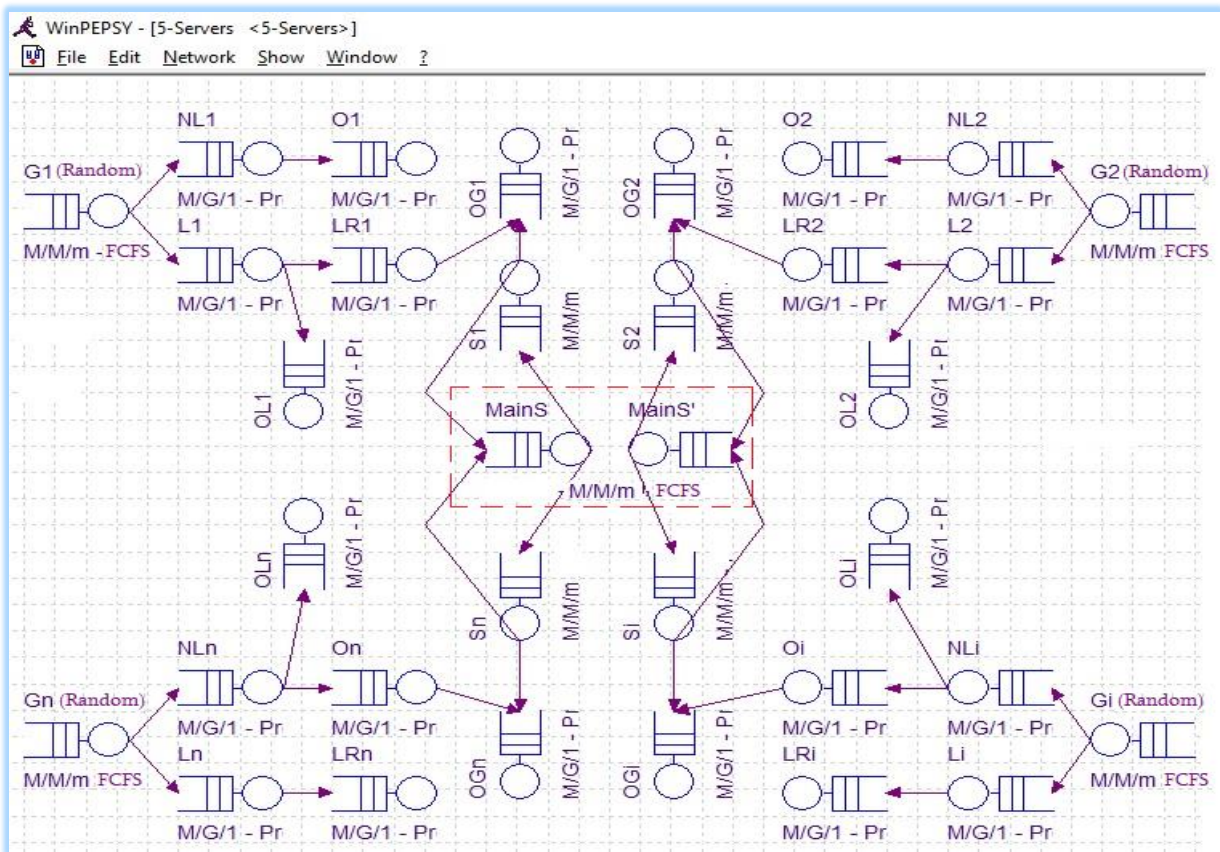 WinPEPSY - [5-Servers <5-Servers>]
File Edit Network Show Window ?
NL1 O1 O2 NL2
G1 (Random) G2 (Random)
OG1 M/G/1 - Pr OG2 M/G/1 - Pr
M/G/1 - Pr M/G/1 - Pr M/G/1 - Pr M/G/1 - Pr
L1 LR1 LR2 L2
M/M/m - FCFS M/M/m FCFS
M/G/1 - Pr M/G/1 - Pr M/G/1 - Pr M/G/1 - Pr
S1 M/M/m S2 M/M/m
OL1 M/G/1 - Pr OL2 M/G/1 - Pr
MainS MainS'
- M/M/m FCFS
OLn M/G/1 - Pr OLi M/G/1 - Pr
Sn M/M/m Si M/M/m
NLn On Oi NLi
Gn (Random) Gi (Random)
M/G/1 - Pr M/G/1 - Pr M/G/1 - Pr M/G/1 - Pr
OGn M/G/1 - Pr OGi M/G/1 - Pr
Ln LRn LRi Li
M/M/m FCFS M/M/m FCFS
M/G/1 - Pr M/G/1 - Pr M/G/1 - Pr M/G/1 - Pr